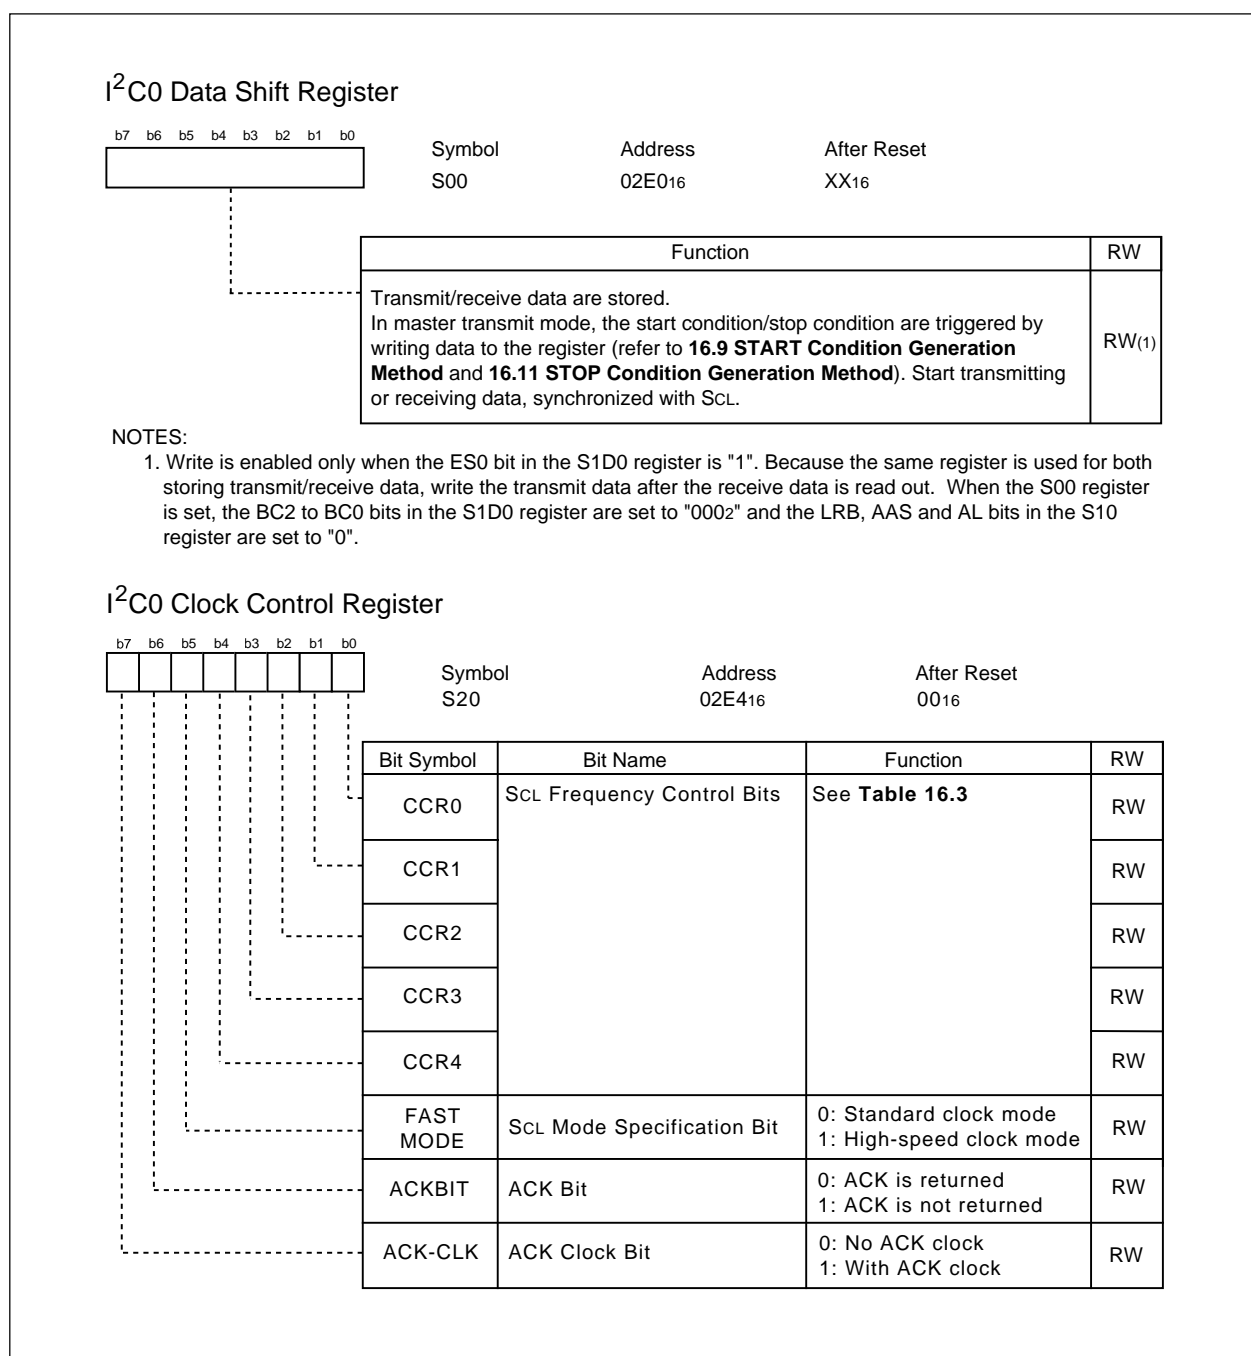 I2C0 Data Shift Register
b7 b6 b5 b4 b3 b2 b1 b0
Symbol Address After Reset
S00 02E016 XX16
Function RW
Transmit/receive data are stored.
In master transmit mode, the start condition/stop condition are triggered by
writing data to the register (refer to 16.9 START Condition Generation
Method and 16.11 STOP Condition Generation Method). Start transmitting
or receiving data, synchronized with SCL.
RW(1)
NOTES:
1. Write is enabled only when the ES0 bit in the S1D0 register is "1". Because the same register is used for both
storing transmit/receive data, write the transmit data after the receive data is read out. When the S00 register
is set, the BC2 to BC0 bits in the S1D0 register are set to "0002" and the LRB, AAS and AL bits in the S10
register are set to "0".
I2C0 Clock Control Register
b7 b6 b5 b4 b3 b2 b1 b0
Symbol Address After Reset
S20 02E416 0016
Bit Symbol Bit Name Function RW
CCR0 SCL Frequency Control Bits See Table 16.3 RW
CCR1 RW
CCR2 RW
CCR3 RW
CCR4 RW
FAST
MODE
SCL Mode Specification Bit
0: Standard clock mode
1: High-speed clock mode
RW
ACKBIT ACK Bit
0: ACK is returned
1: ACK is not returned
RW
ACK-CLK ACK Clock Bit
0: No ACK clock
1: With ACK clock
RW